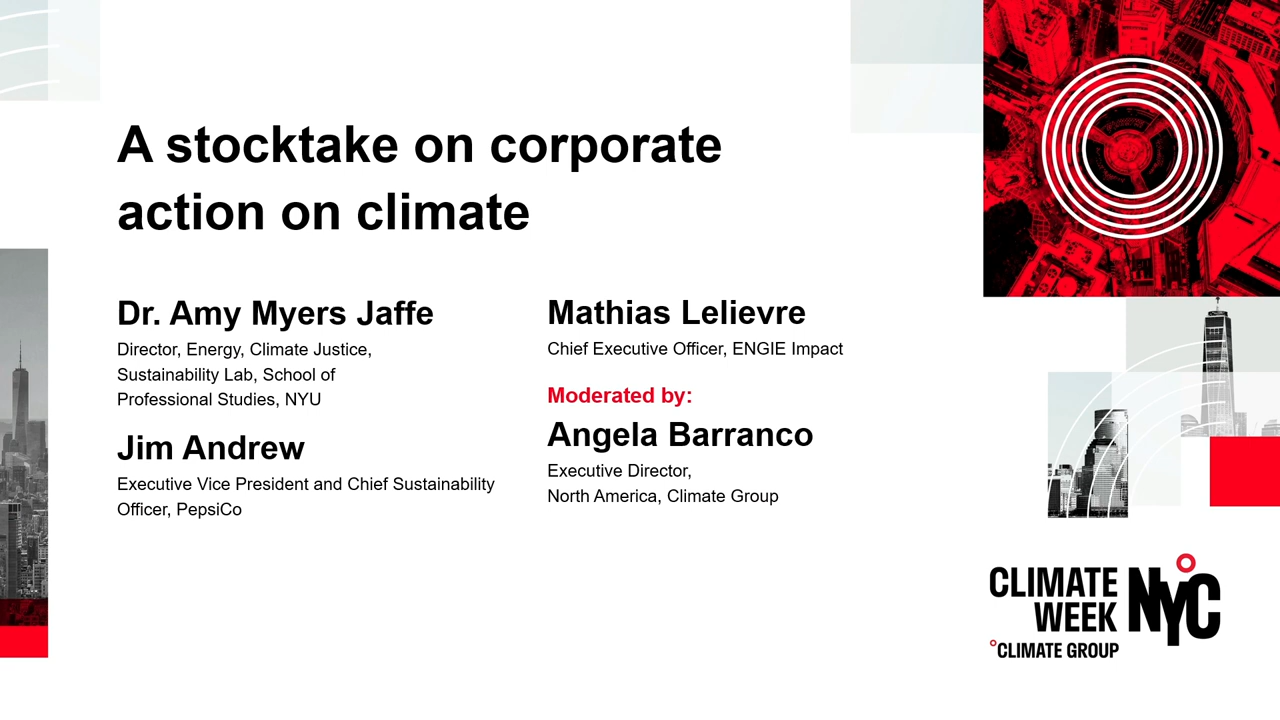 A stocktake on corporate
action on climate
Dr. Amy Myers Jaffe
Director, Energy, Climate Justice,
Sustainability Lab, School of
Professional Studies, NYU
Jim Andrew
Executive Vice President and Chief Sustainability
Officer, PepsiCo
Mathias Lelievre
Chief Executive Officer, ENGIE Impact
Moderated by:
Angela Barranco
Executive Director,
North America, Climate Group
CLIMATE
WEEK NYC
°CLIMATE GROUP